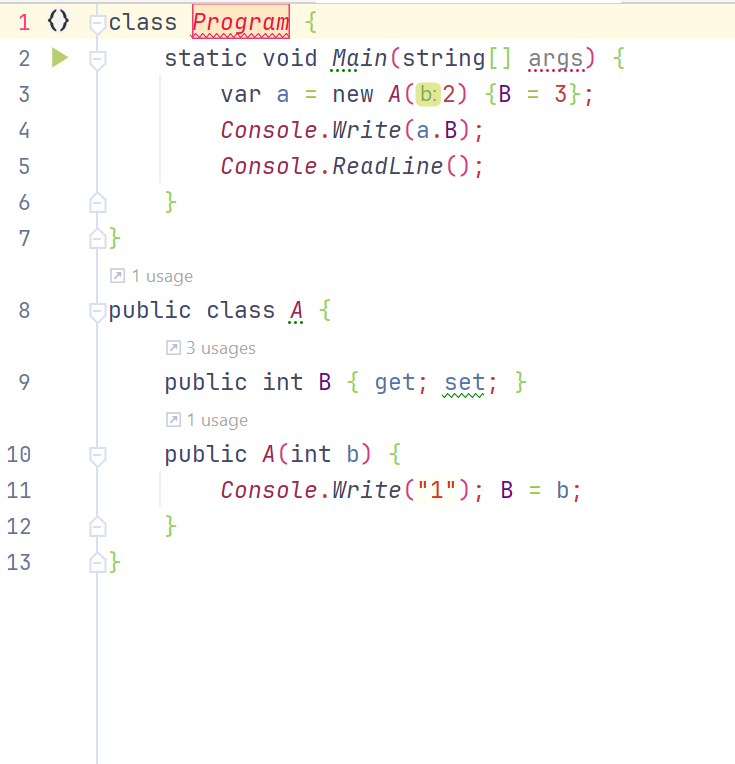 1 {} class Program {
2 static void Main(string[] args) {
3 var a = new A(b:2) {B = 3};
4 Console.Write(a.B);
5 Console.ReadLine();
6 }
7 }
1 usage
8 public class A {
3 usages
9 public int B { get; set; }
1 usage
10 public A(int b) {
11 Console.Write("1"); B = b;
12 }
13 }